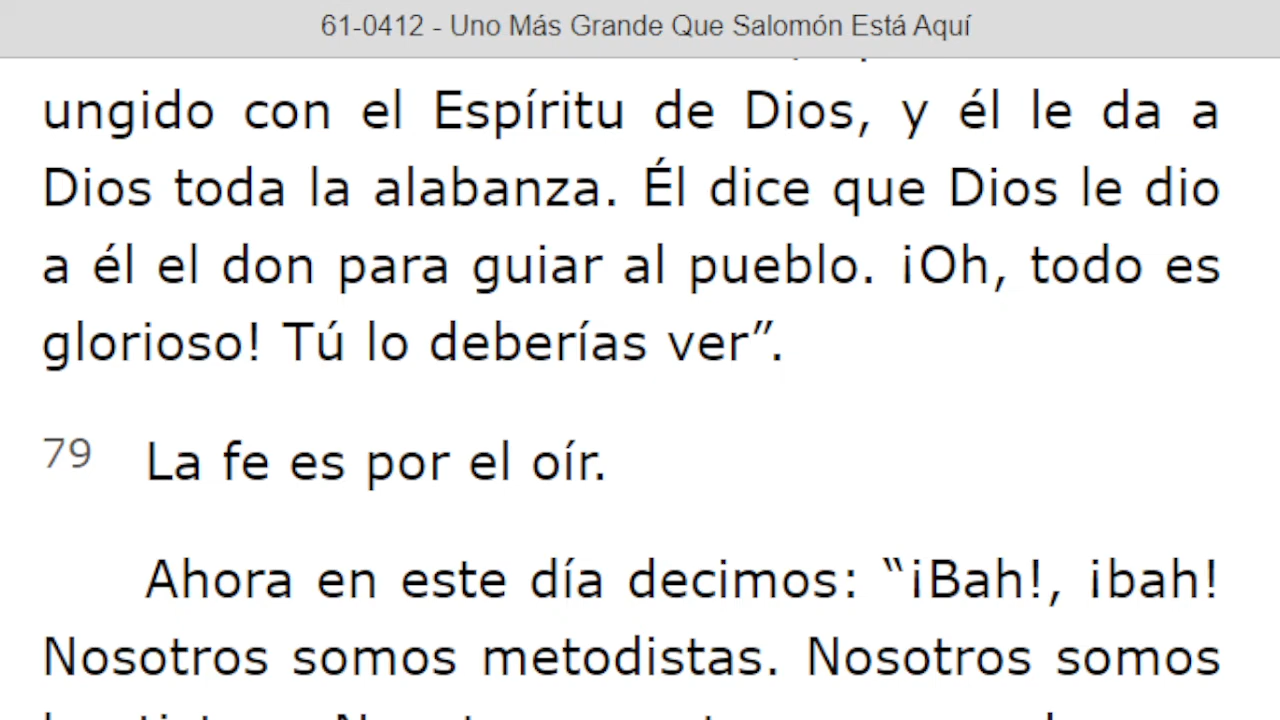 61-0412 - Uno Más Grande Que Salomón Está Aquí
ungido con el Espíritu de Dios, y él le da a
Dios toda la alabanza. Él dice que Dios le dio
a él el don para guiar al pueblo. ¡Oh, todo es
glorioso! Tú lo deberías ver”.
79 La fe es por el oír.
Ahora en este día decimos: “¡Bah!, ¡bah!
Nosotros somos metodistas. Nosotros somos